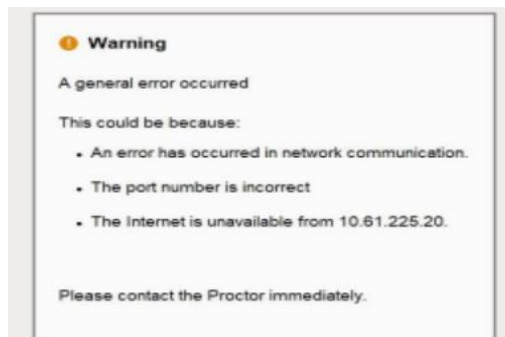 Warning
A general error occurred
This could be because:
• An error has occurred in network communication.
• The port number is incorrect
• The Internet is unavailable from 10.61.225.20.
Please contact the Proctor immediately.